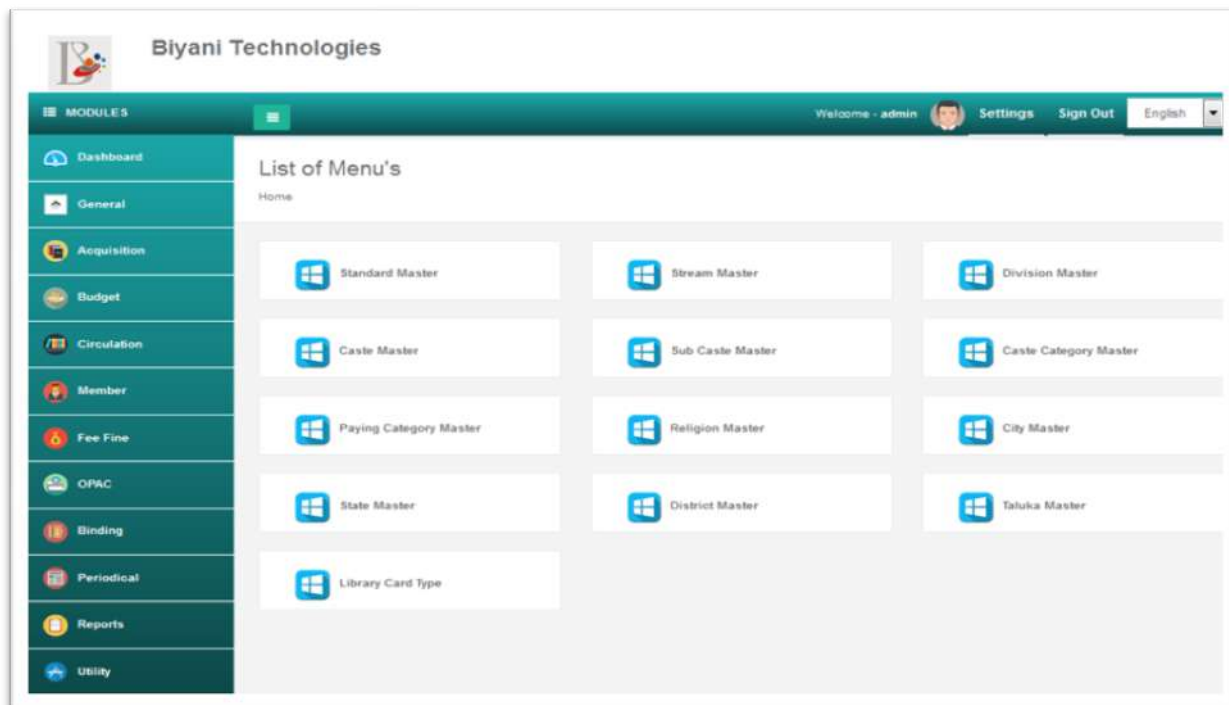 Biyani Technologies
MODULES
Welcome - admin Settings Sign Out English
Dashboard
General
Acquisition
Budget
Circulation
Member
Fee Fine
OPAC
Binding
Periodical
Reports
Utility
List of Menu's
Home
Standard Master Stream Master Division Master
Caste Master Sub Caste Master Caste Category Master
Paying Category Master Religion Master City Master
State Master District Master Taluka Master
Library Card Type